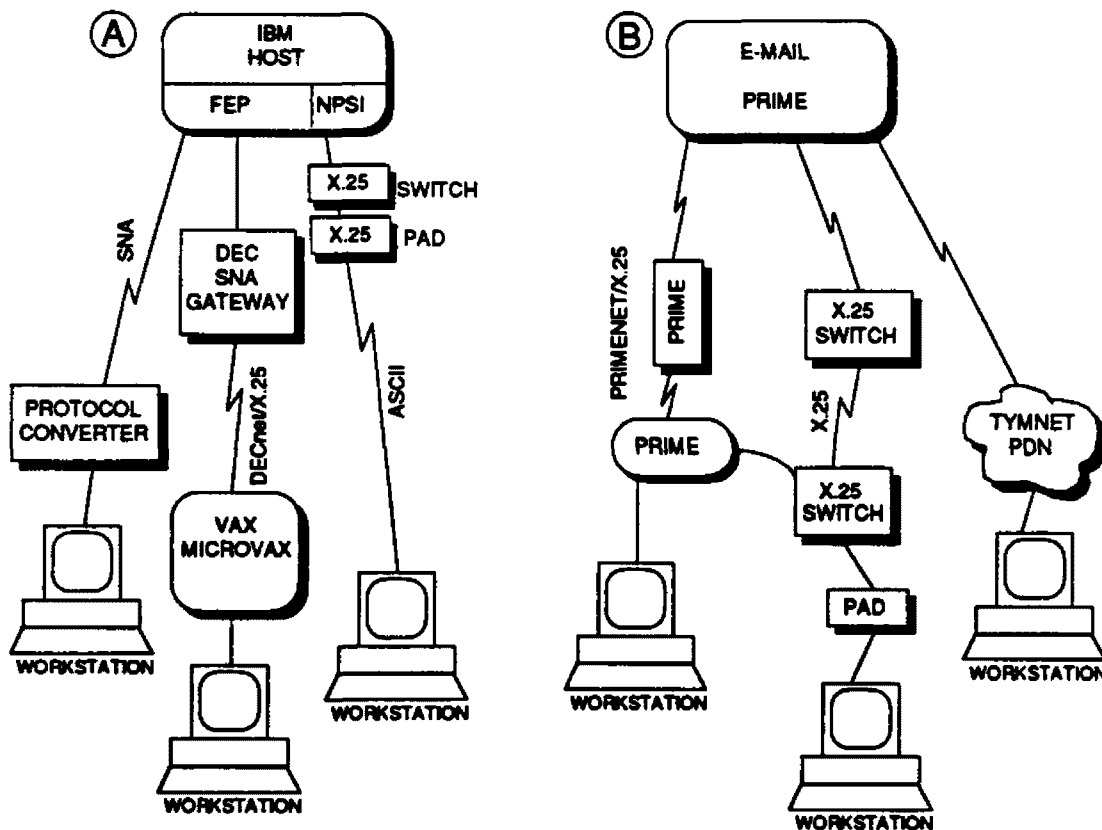 A
IBM
HOST
FEP
NPSI
X.25
SWITCH
X.25
PAD
SNA
DEC
SNA
GATEWAY
PROTOCOL
CONVERTER
DECnet/X.25
ASCII
VAX
MICROVAX
WORKSTATION
WORKSTATION
WORKSTATION
B
E-MAIL
PRIME
PRIMENET/X.25
PRIME
X.25
SWITCH
X.25
PRIME
TYMNET
PDN
X.25
SWITCH
PAD
WORKSTATION
WORKSTATION
WORKSTATION